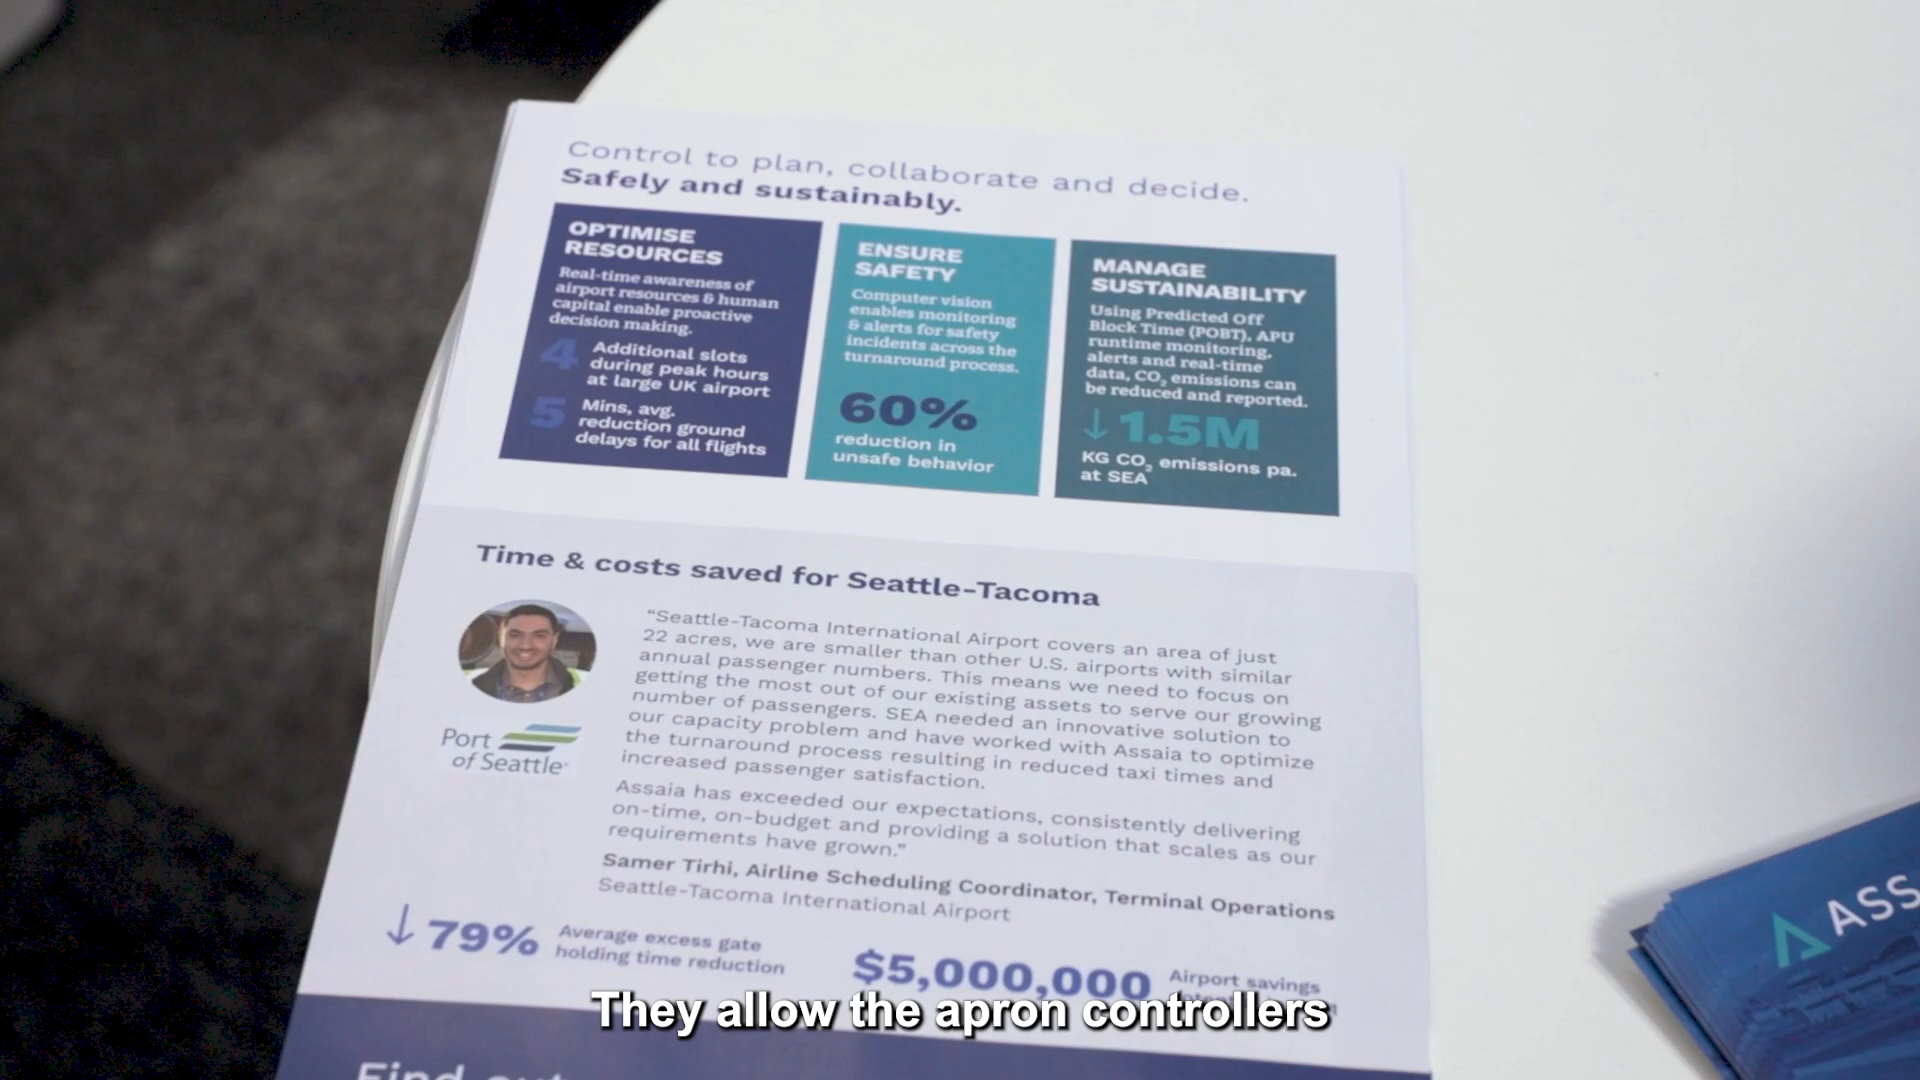 Control to plan, collaborate and decide.
Safely and sustainably.
OPTIMISE
RESOURCES
Real-time awareness of
airport resources & human
capital enable proactive
decision making.
4 Additional slots
during peak hours
at large UK airport
5 Mins, avg.
reduction ground
delays for all flights
ENSURE
SAFETY
Computer vision
enables monitoring
& alerts for safety
incidents across the
turnaround process.
60%
reduction in
unsafe behavior
MANAGE
SUSTAINABILITY
Using Predicted Off
Block Time (POBT), APU
runtime monitoring,
alerts and real-time
data, CO₂ emissions can
be reduced and reported.
↓1.5M
KG CO₂ emissions pa.
at SEA
Time & costs saved for Seattle-Tacoma
Port
of Seattle
“Seattle-Tacoma International Airport covers an area of just
22 acres, we are smaller than other U.S. airports with similar
annual passenger numbers. This means we need to focus on
getting the most out of our existing assets to serve our growing
number of passengers. SEA needed an innovative solution to
our capacity problem and have worked with Assaia to optimize
the turnaround process resulting in reduced taxi times and
increased passenger satisfaction.
Assaia has exceeded our expectations, consistently delivering
on-time, on-budget and providing a solution that scales as our
requirements have grown.”
Samer Tirhi, Airline Scheduling Coordinator, Terminal Operations
Seattle-Tacoma International Airport
↓ 79%
Average excess gate
holding time reduction
$5,000,000
Airport savings
ASS
They allow the apron controllers
Find out